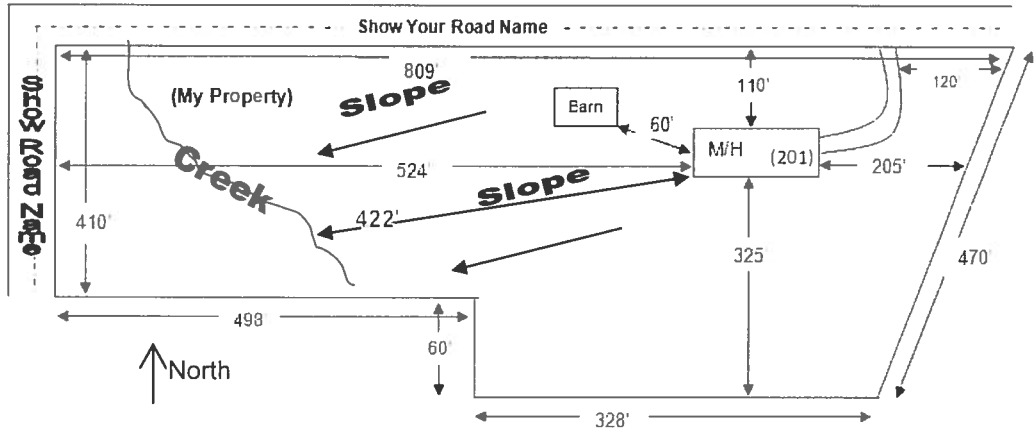 Show Your Road Name
809'
(My Property)
Slope
110'
120'
Barn
60'
M/H
(201)
524'
205'
Creek
Slope
422'
410'
325'
470'
Show Road Name
498'
60'
North
328'